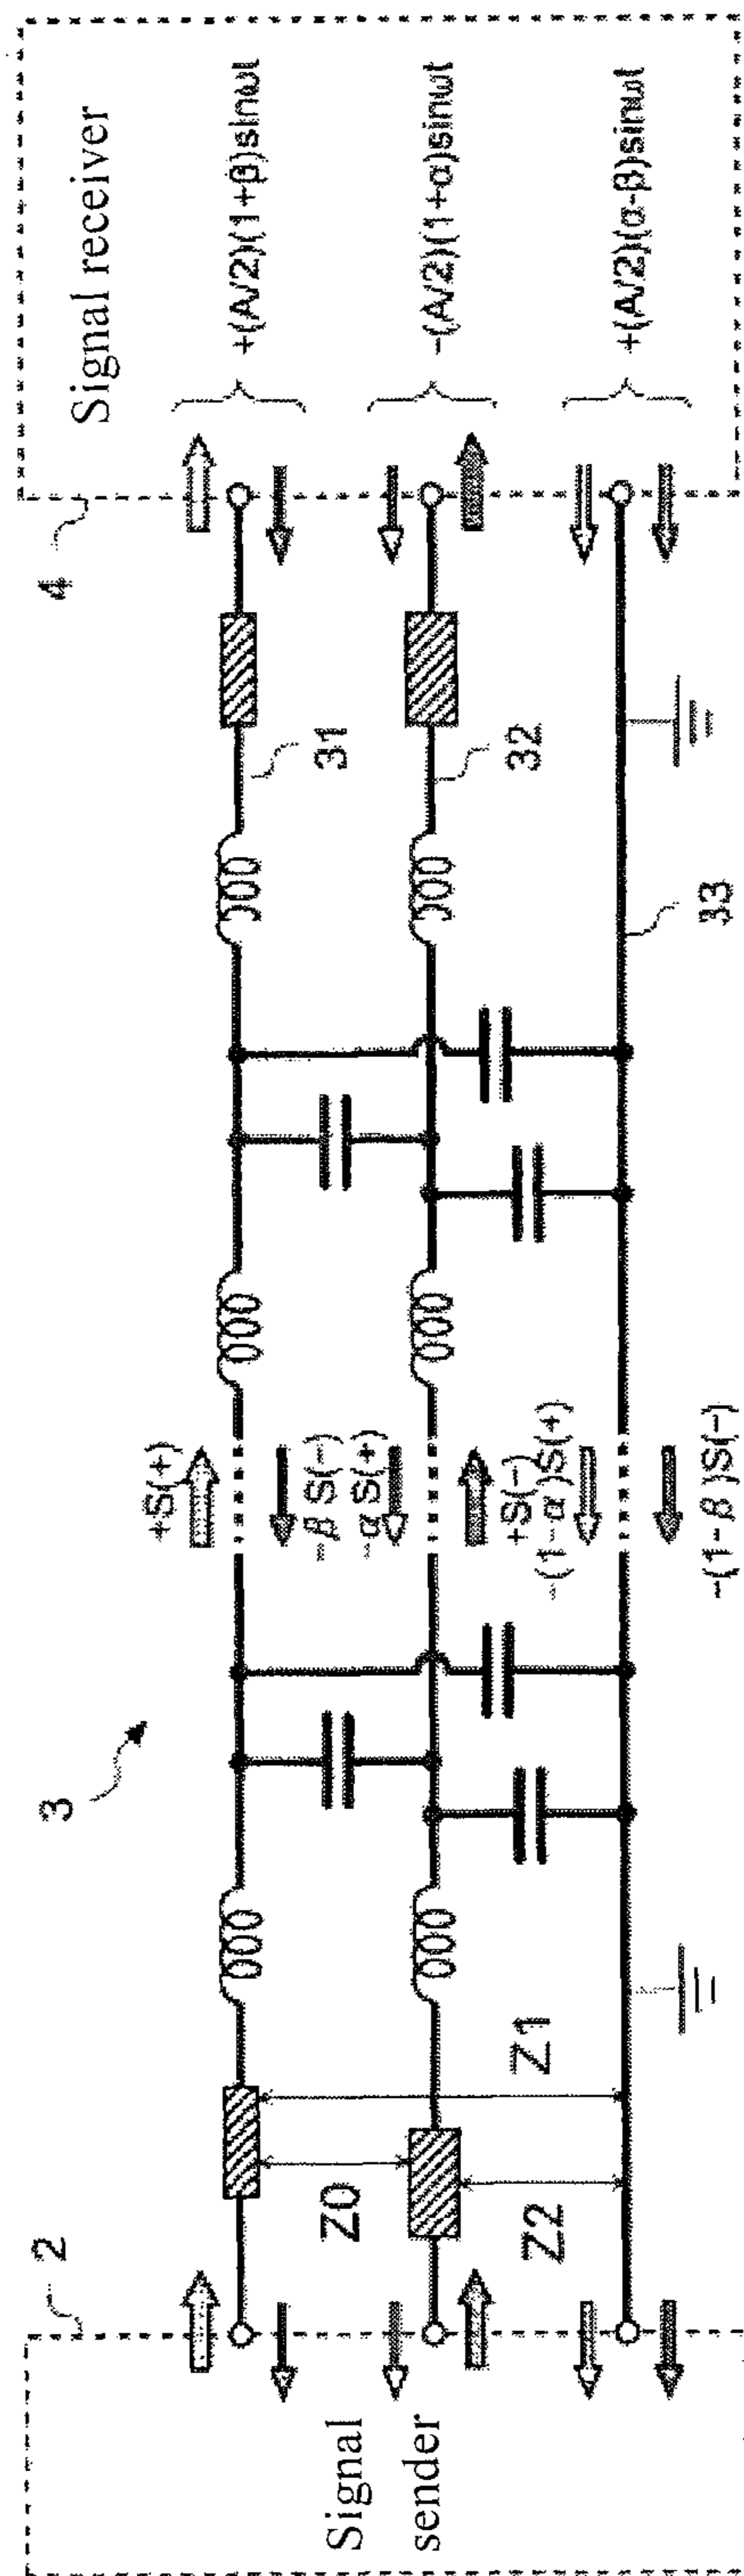 Signal
sender
2
Z0
Z1
Z2
3
+S(+)
-β S(-)
-α S(+)
+S(-)
-(1-α)S(+)
-(1-β)S(-)
31
32
33
4
Signal receiver
+(A/2)(1+β)sinωt
-(A/2)(1+α)sinωt
+(A/2)(α-β)sinωt